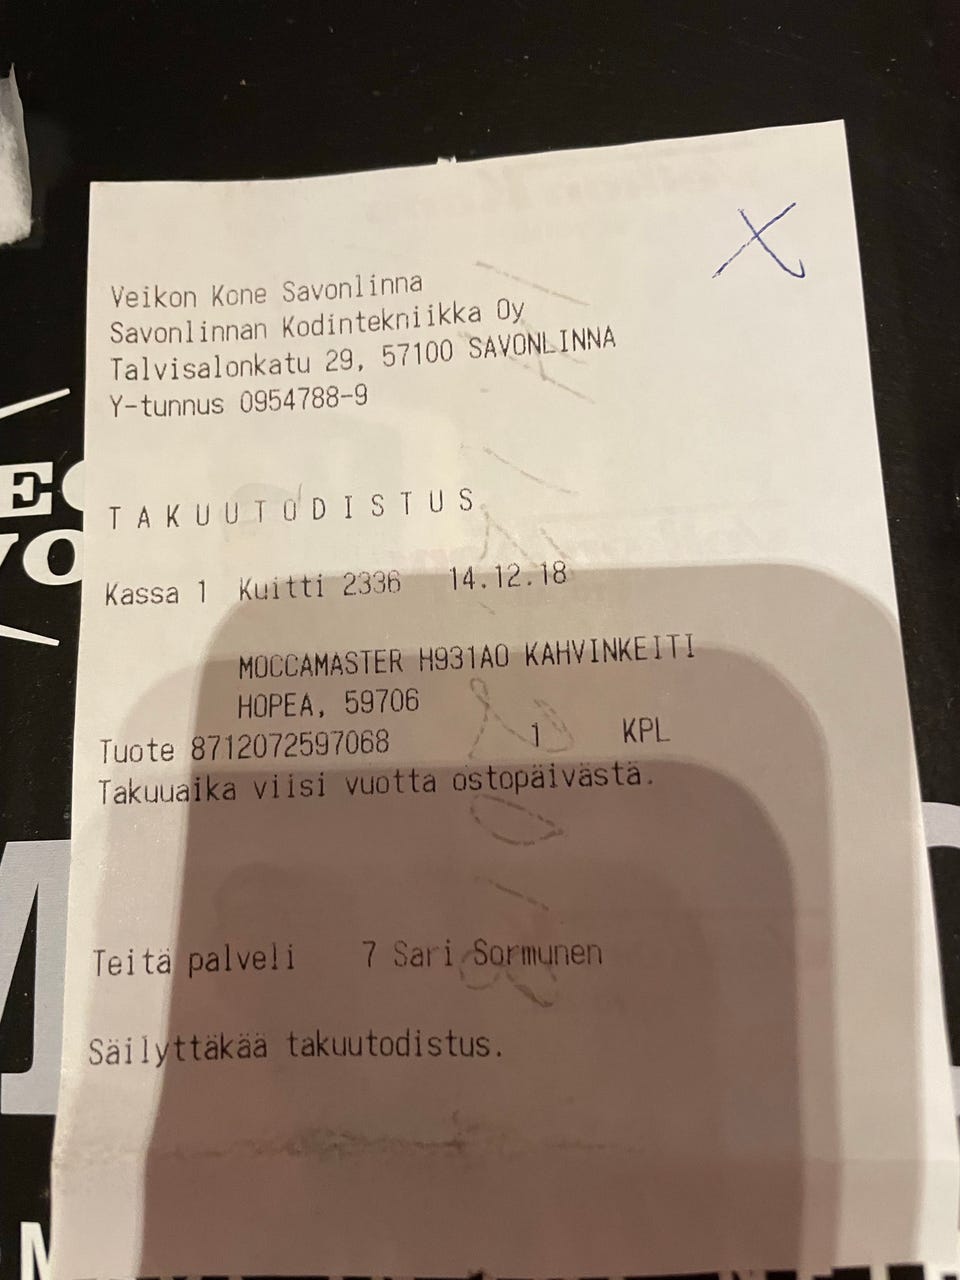 Veikon Kone Savonlinna
Savonlinnan Kodintekniikka Oy
Talvisalonkatu 29, 57100 SAVONLINNA
Y-tunnus 0954788-9
TAKUUTODISTUS
Kassa 1 Kuitti 2336 14.12.18
MOCCAMASTER H931AO KAHVINKEITI
HOPEA, 59706
Tuote 8712072597068 1 KPL
Takuuaika viisi vuotta ostopäivästä.
Teitä palveli 7 Sari Sormunen
Säilyttäkää takuutodistus.